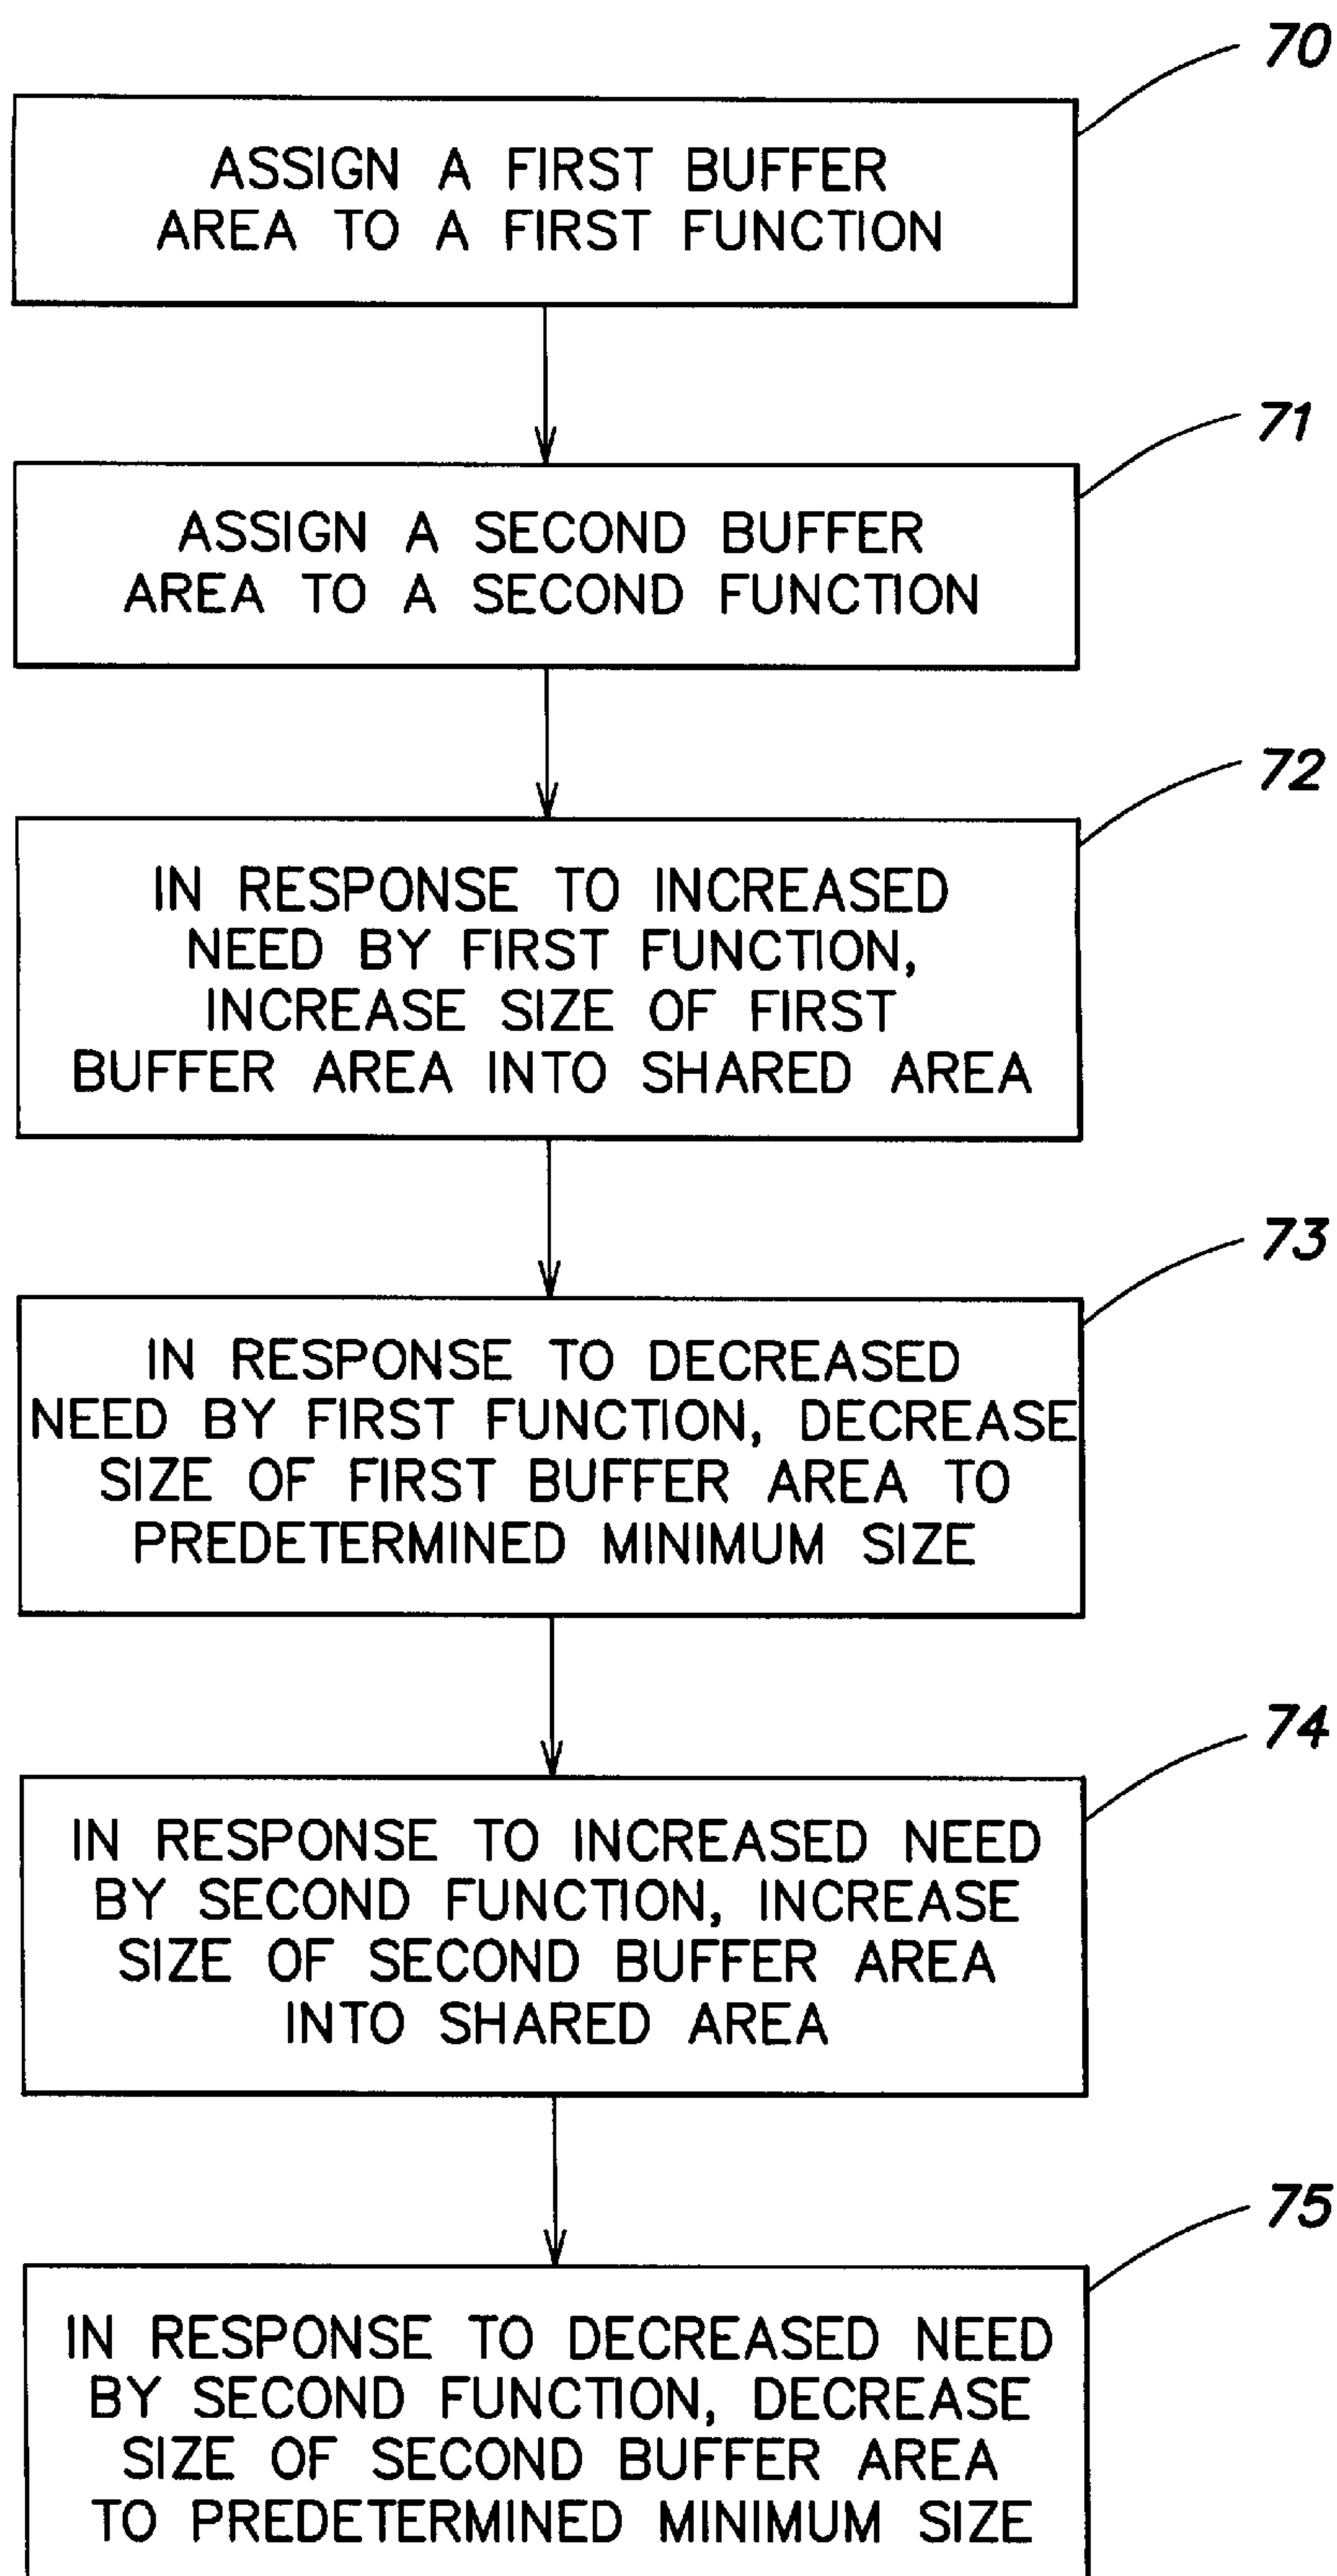 70
ASSIGN A FIRST BUFFER
AREA TO A FIRST FUNCTION
71
ASSIGN A SECOND BUFFER
AREA TO A SECOND FUNCTION
72
IN RESPONSE TO INCREASED
NEED BY FIRST FUNCTION,
INCREASE SIZE OF FIRST
BUFFER AREA INTO SHARED AREA
73
IN RESPONSE TO DECREASED
NEED BY FIRST FUNCTION, DECREASE
SIZE OF FIRST BUFFER AREA TO
PREDETERMINED MINIMUM SIZE
74
IN RESPONSE TO INCREASED NEED
BY SECOND FUNCTION, INCREASE
SIZE OF SECOND BUFFER AREA
INTO SHARED AREA
75
IN RESPONSE TO DECREASED NEED
BY SECOND FUNCTION, DECREASE
SIZE OF SECOND BUFFER AREA
TO PREDETERMINED MINIMUM SIZE